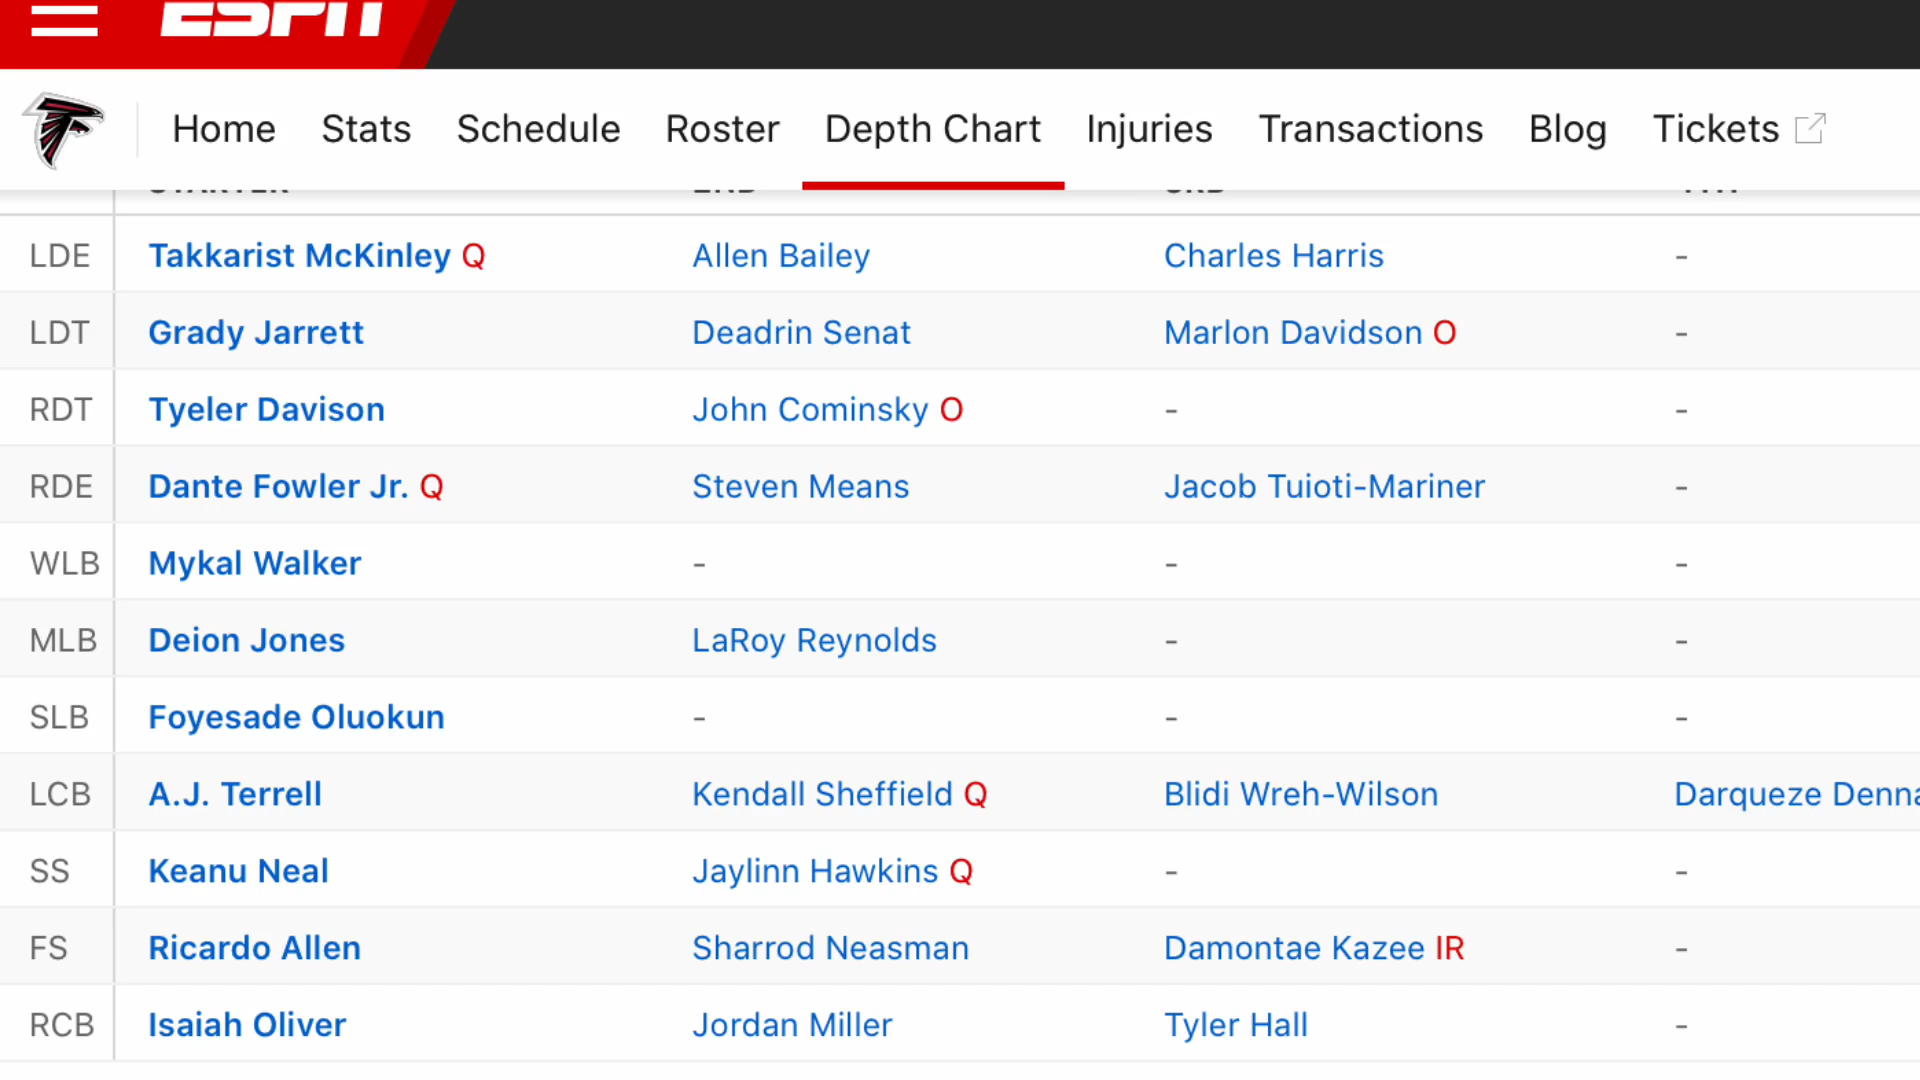 ESPN
Home Stats Schedule Roster Depth Chart Injuries Transactions Blog Tickets
LDE Takkarist McKinley Q Allen Bailey Charles Harris -
LDT Grady Jarrett Deadrin Senat Marlon Davidson O -
RDT Tyeler Davison John Cominsky O - -
RDE Dante Fowler Jr. Q Steven Means Jacob Tuioti-Mariner -
WLB Mykal Walker - - -
MLB Deion Jones LaRoy Reynolds - -
SLB Foyesade Oluokun - - -
LCB A.J. Terrell Kendall Sheffield Q Blidi Wreh-Wilson Darqueze Denna
SS Keanu Neal Jaylinn Hawkins Q - -
FS Ricardo Allen Sharrod Neasman Damontae Kazee IR -
RCB Isaiah Oliver Jordan Miller Tyler Hall -